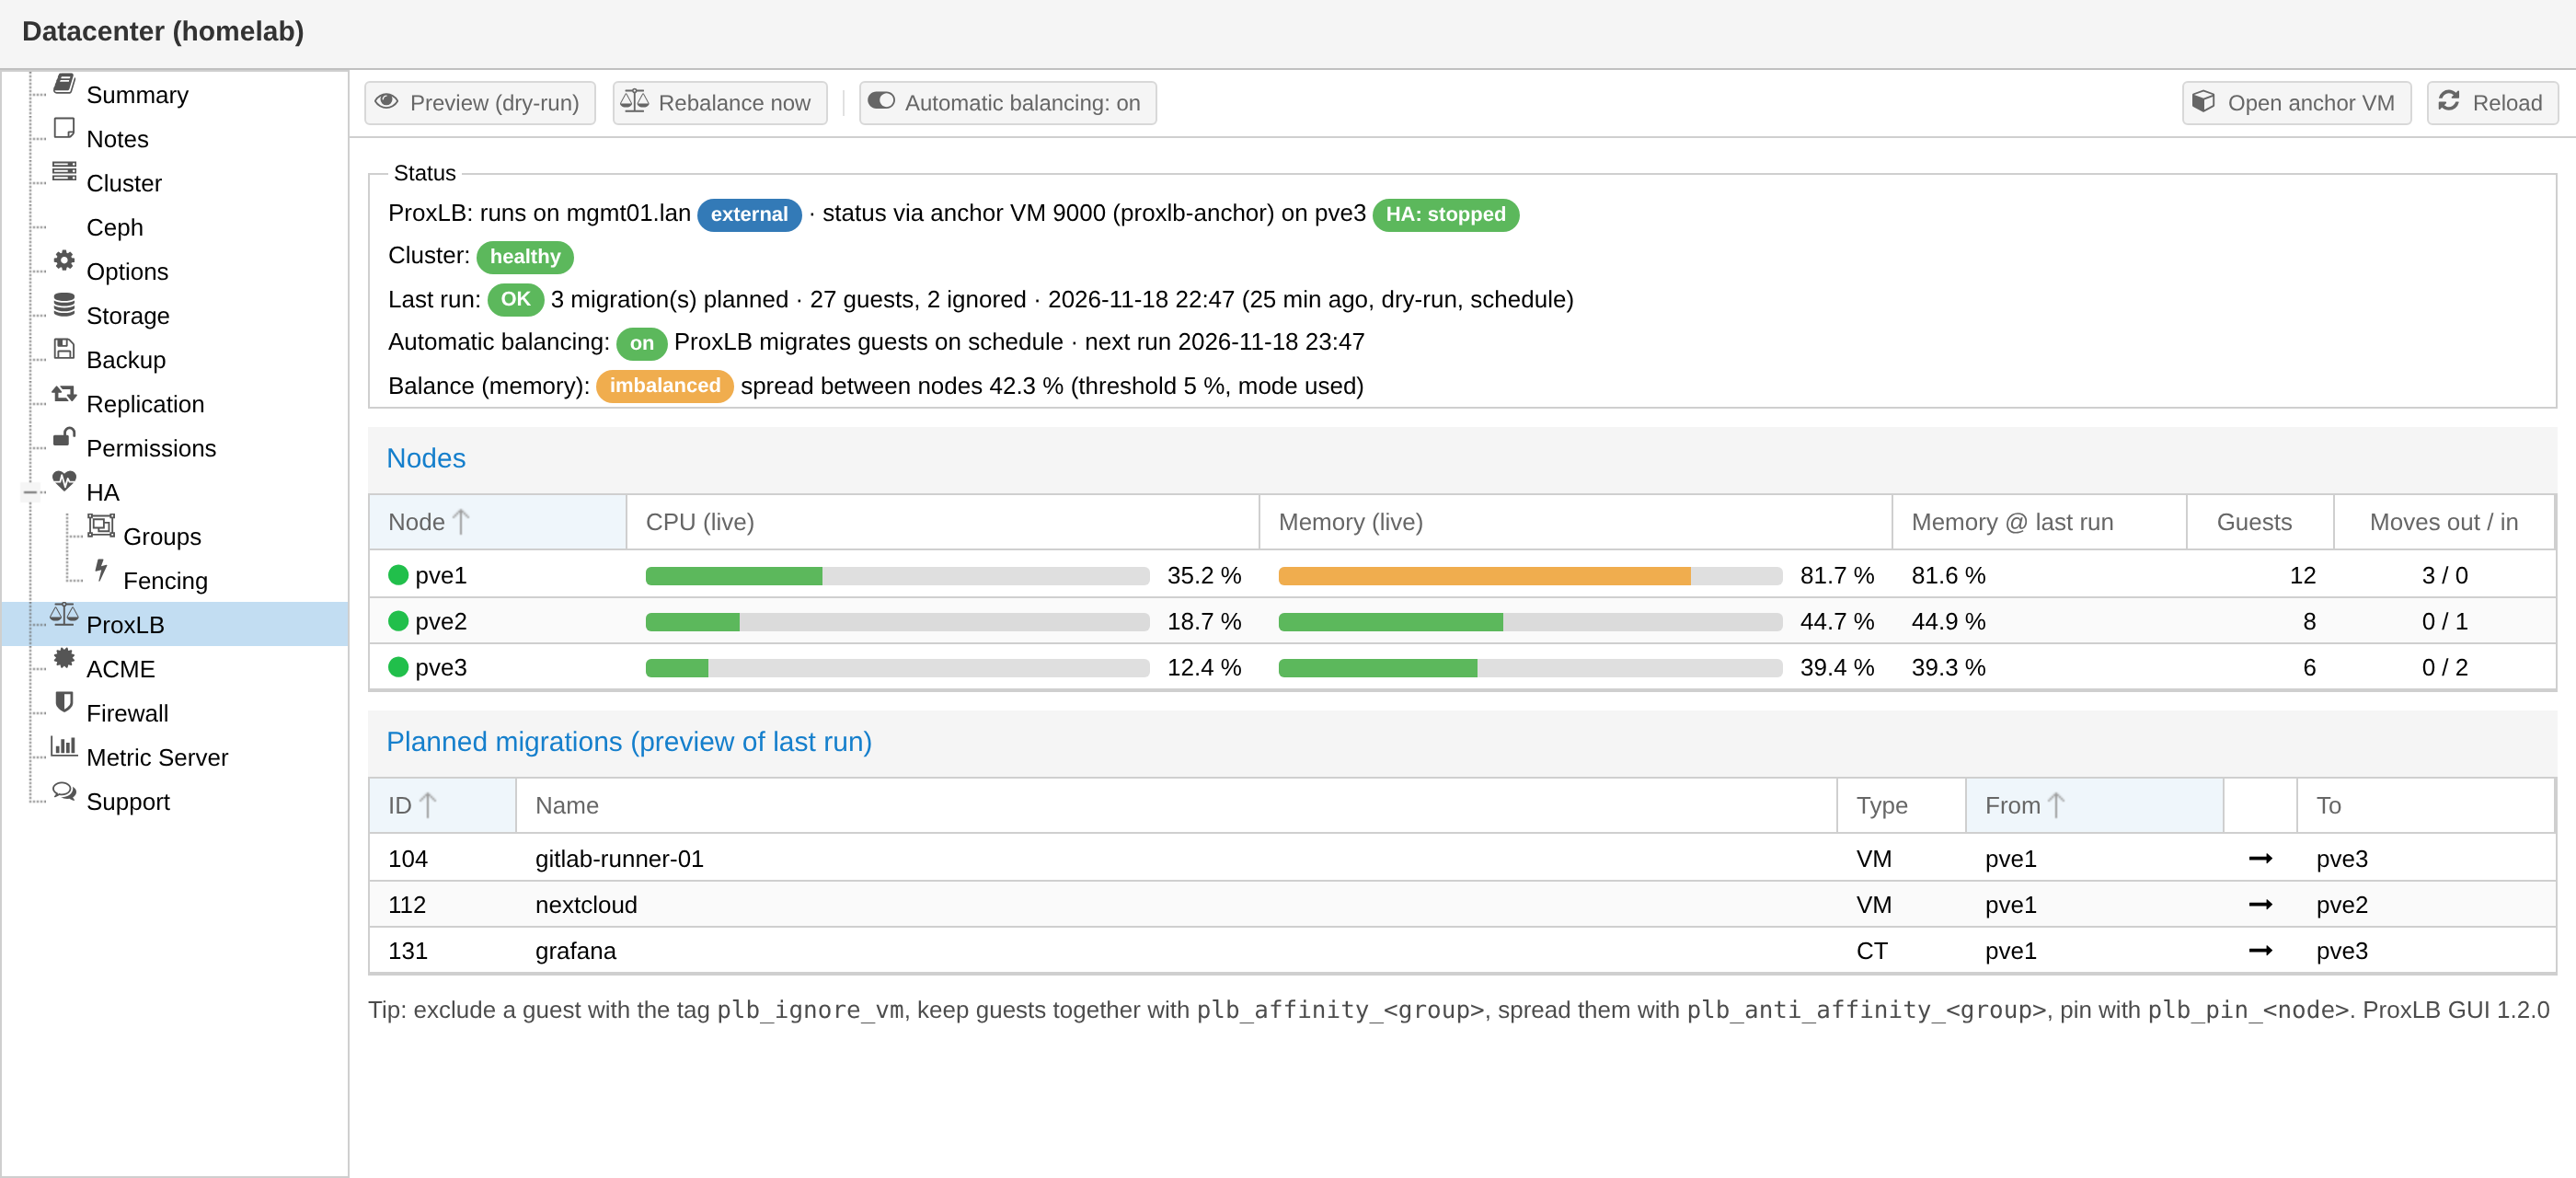 Datacenter (homelab)
Summary
Notes
Cluster
Ceph
Options
Storage
Backup
Replication
Permissions
HA
Groups
Fencing
ProxLB
ACME
Firewall
Metric Server
Support
Preview (dry-run) Rebalance now Automatic balancing: on Open anchor VM Reload
Status
ProxLB: runs on mgmt01.lan external · status via anchor VM 9000 (proxlb-anchor) on pve3 HA: stopped
Cluster: healthy
Last run: OK 3 migration(s) planned · 27 guests, 2 ignored · 2026-11-18 22:47 (25 min ago, dry-run, schedule)
Automatic balancing: on ProxLB migrates guests on schedule · next run 2026-11-18 23:47
Balance (memory): imbalanced spread between nodes 42.3 % (threshold 5 %, mode used)
Nodes
Node CPU (live) Memory (live) Memory @ last run Guests Moves out / in
pve1 35.2 % 81.7 % 81.6 % 12 3 / 0
pve2 18.7 % 44.7 % 44.9 % 8 0 / 1
pve3 12.4 % 39.4 % 39.3 % 6 0 / 2
Planned migrations (preview of last run)
ID Name Type From To
104 gitlab-runner-01 VM pve1 → pve3
112 nextcloud VM pve1 → pve2
131 grafana CT pve1 → pve3
Tip: exclude a guest with the tag plb_ignore_vm, keep guests together with plb_affinity_<group>, spread them with plb_anti_affinity_<group>, pin with plb_pin_<node>. ProxLB GUI 1.2.0